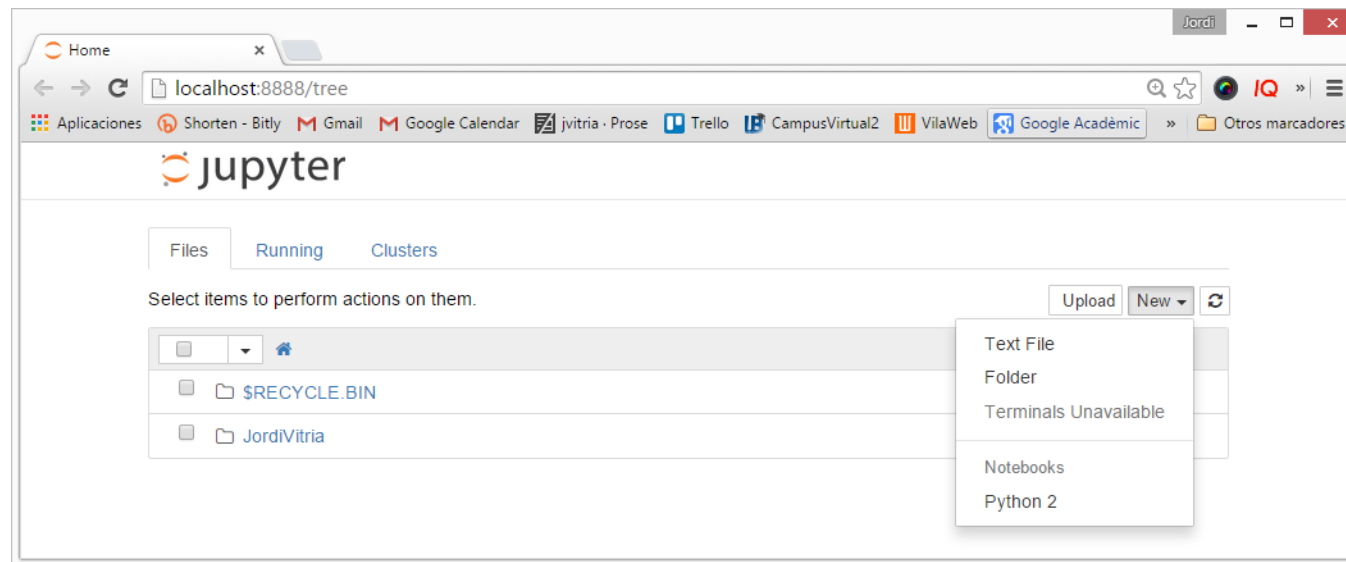 Jordi
Home
localhost:8888/tree
IQ »
Aplicaciones Shorten - Bitly Gmail Google Calendar jvitria · Prose Trello CampusVirtual2 VilaWeb Google Acadèmic » Otros marcadores
jupyter
Files Running Clusters
Select items to perform actions on them.
Upload New
Text File
Folder
$RECYCLE.BIN
Terminals Unavailable
JordiVitria
Notebooks
Python 2